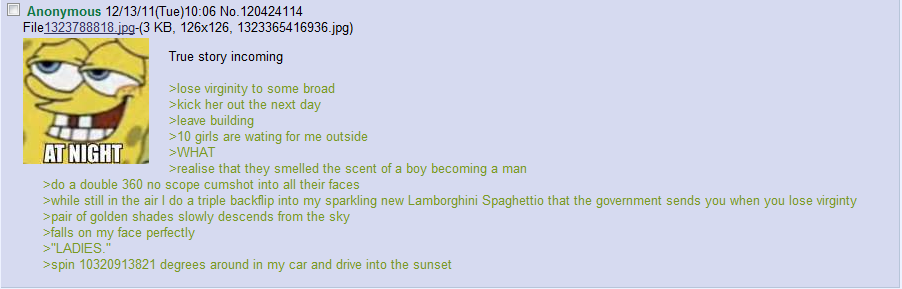 Anonymous 12/13/11(Tue)10:06 No.120424114
File1323788818.jpg-(3 KB, 126x126, 1323365416936.jpg)
True story incoming
>lose virginity to some broad
>kick her out the next day
>leave building
>10 girls are wating for me outside
>WHAT
>realise that they smelled the scent of a boy becoming a man
AT NIGHT
>do a double 360 no scope cumshot into all their faces
>while still in the air I do a triple backflip into my sparkling new Lamborghini Spaghettio that the government sends you when you lose virginty
>pair of golden shades slowly descends from the sky
>falls on my face perfectly
>"LADIES."
>spin 10320913821 degrees around in my car and drive into the sunset